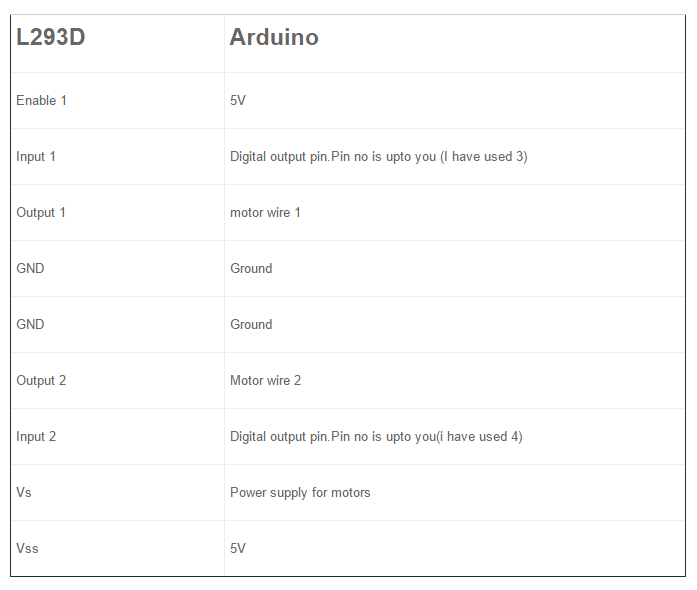 L293D Arduino
Enable 1 5V
Input 1 Digital output pin.Pin no is upto you (I have used 3)
Output 1 motor wire 1
GND Ground
GND Ground
Output 2 Motor wire 2
Input 2 Digital output pin.Pin no is upto you(i have used 4)
Vs Power supply for motors
Vss 5V